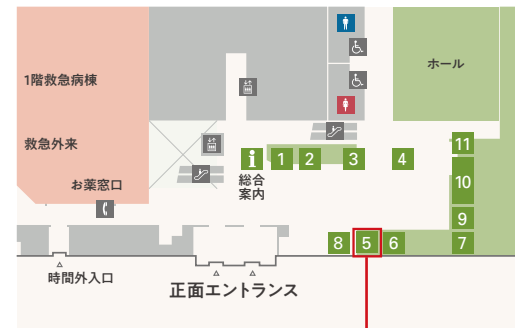 ホール
1階救急病棟
救急外来
お薬窓口
総合
案内
1 2 3 4
11
10
9
8 5 6 7
時間外入口
正面エントランス